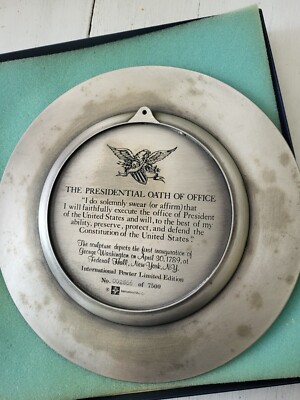 THE PRESIDENTIAL OATH OF OFFICE
"I do solemnly swear (or affirm) that
I will faithfully execute the office of President
of the United States and will, to the best of my
ability, preserve, protect, and defend the
Constitution of the United States."
The sculpture depicts the first inauguration of
George Washington on April 30, 1789, at
Federal Hall, New York, N.Y.
International Pewter Limited Edition
No. of 7500